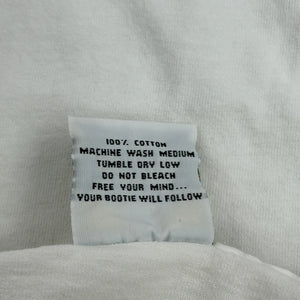 100% COTTON
MACHINE WASH MEDIUM
TUMBLE DRY LOW
DO NOT BLEACH
FREE YOUR MIND...
YOUR BOOTIE WILL FOLLOW